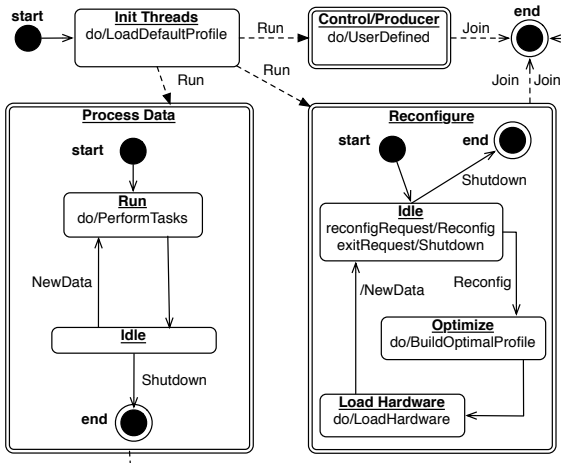 start
Init Threads
do/LoadDefaultProfile
Run
Control/Producer
do/UserDefined
Join
end
Run
Run
Join
Join
Process Data
start
Run
do/PerformTasks
NewData
Idle
Shutdown
end
Reconfigure
start
end
Shutdown
Idle
reconfigRequest/Reconfig
exitRequest/Shutdown
/NewData
Reconfig
Optimize
do/BuildOptimalProfile
Load Hardware
do/LoadHardware